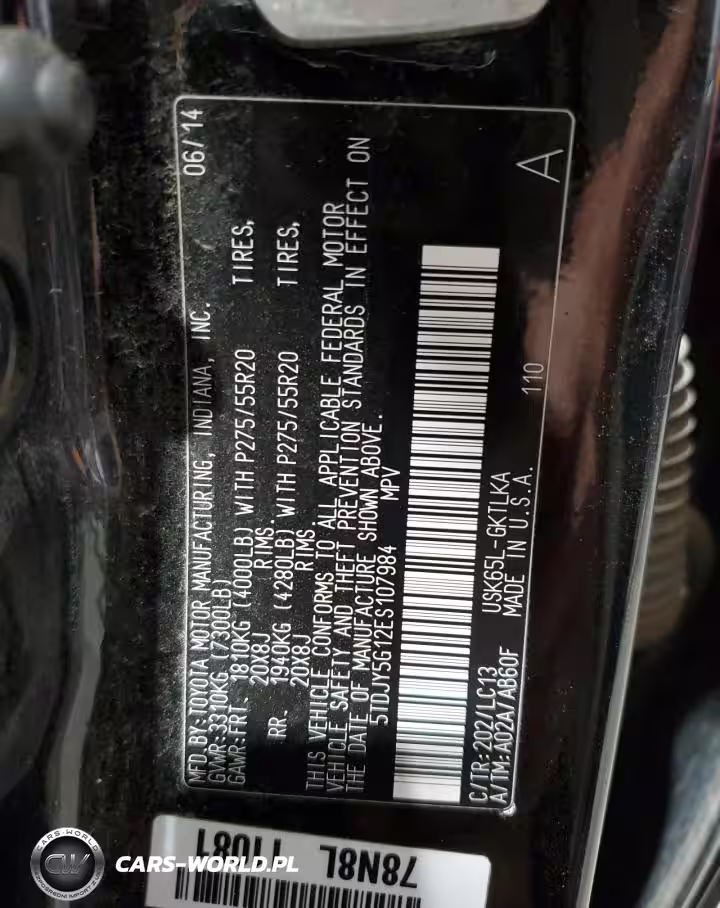 MFD.BY:TOYOTA MOTOR MANUFACTURING, INDIANA, INC. 06/14
GVWR:3310KG(7300LB)
GAWR:FRT. 1810KG (4000LB) WITH P275/55R20 TIRES,
20X8J RIMS.
RR. 1940KG (4280LB) WITH P275/55R20 TIRES,
20X8J RIMS.
THIS VEHICLE CONFORMS TO ALL APPLICABLE FEDERAL MOTOR
VEHICLE SAFETY AND THEFT PREVENTION STANDARDS IN EFFECT ON
THE DATE OF MANUFACTURE SHOWN ABOVE.
5TDJY5G12ES107984 MPV
C/TR:202/LC13 USK65L-GKTLKA 110 A
A/TM:A02A/AB60F MADE IN U.S.A.
11081
78N8L
CW
CARS-WORLD.PL